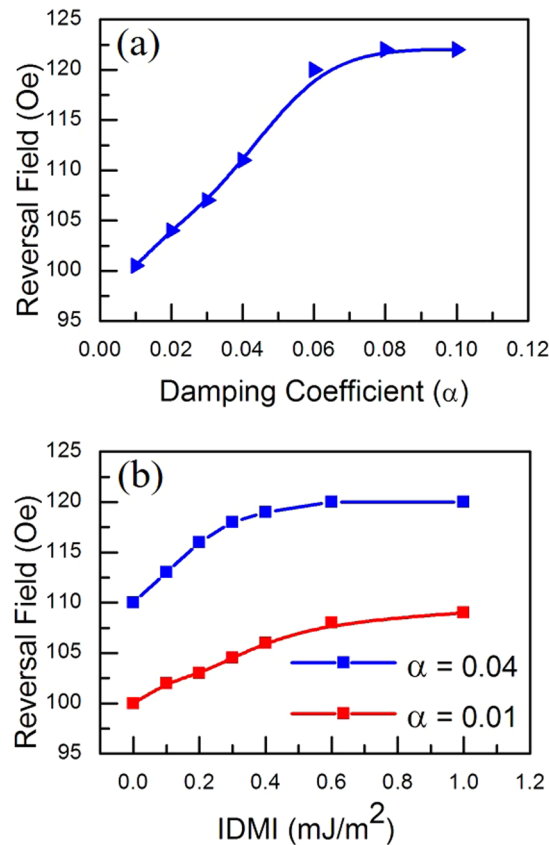 (a)
125
120
115
110
105
100
95
Reversal Field (Oe)
0.00 0.02 0.04 0.06 0.08 0.10 0.12
Damping Coefficient (α)
(b)
125
120
115
110
105
100
95
Reversal Field (Oe)
α = 0.04
α = 0.01
0.0 0.2 0.4 0.6 0.8 1.0 1.2
IDMI (mJ/m²)